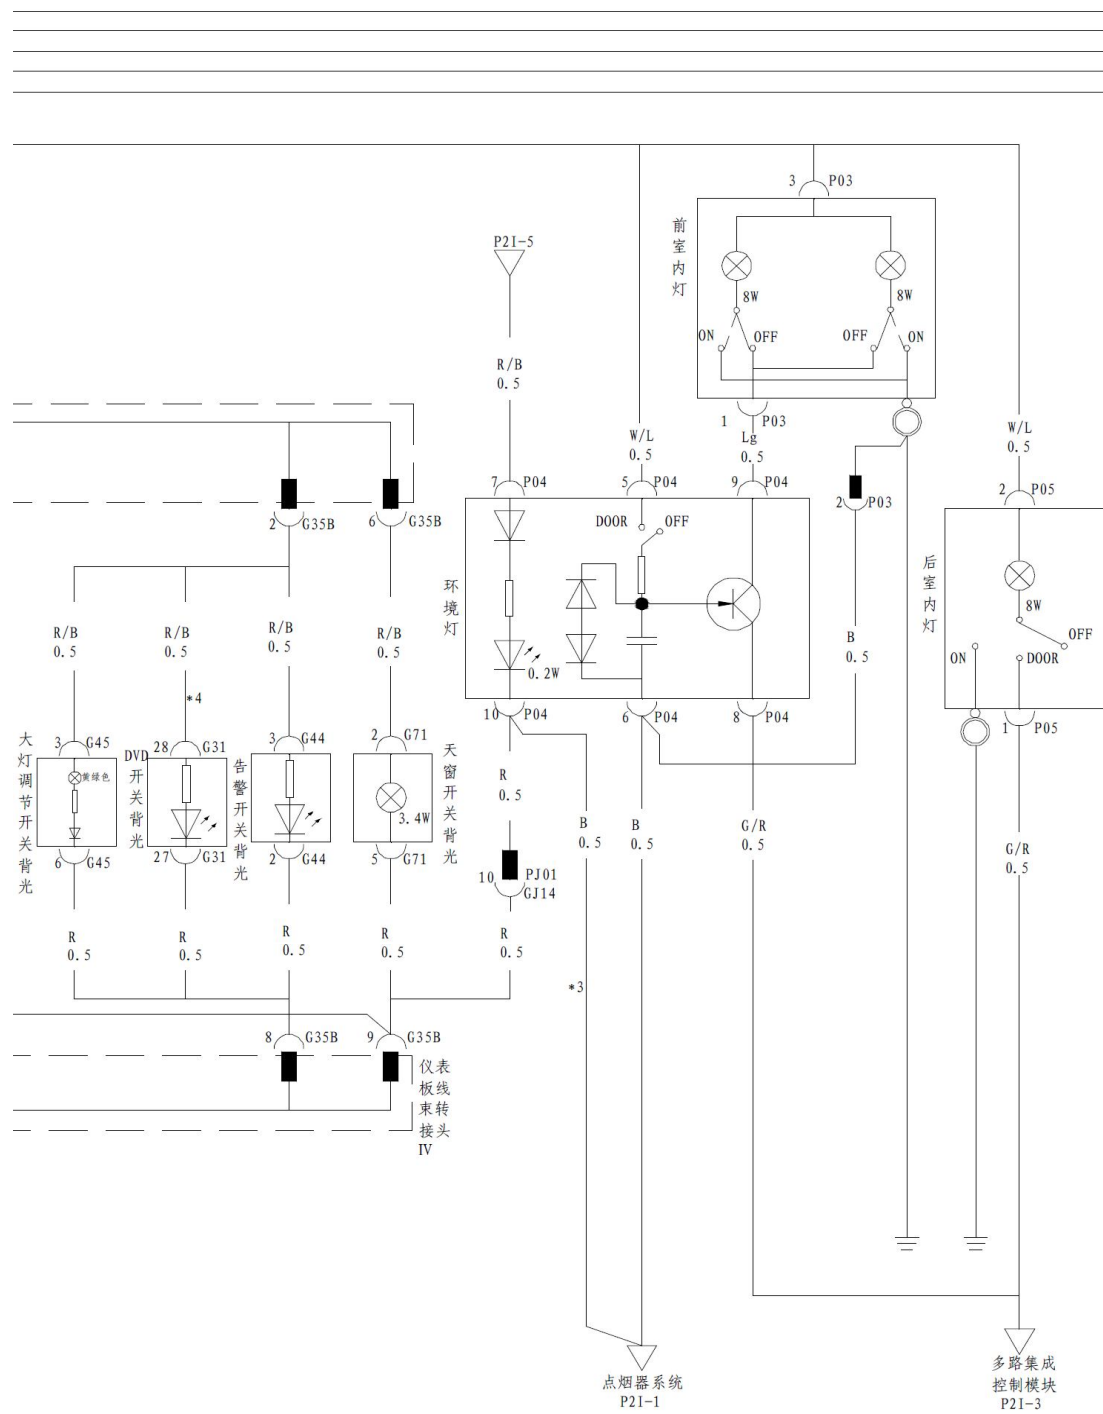 3 P03
前室内灯
P2I-5
8W
8W
ON
OFF
OFF
ON
R/B
0.5
1 P03
W/L
0.5
Lg
0.5
W/L
0.5
7 P04
5 P04
9 P04
2 P03
2 P05
2 G35B
6 G35B
DOOR
OFF
环境灯
后室内灯
8W
OFF
ON
DOOR
R/B
0.5
R/B
0.5
R/B
0.5
R/B
0.5
B
0.5
0.2W
*4
10 P04
6 P04
8 P04
1 P05
3 G45
28 G31
3 G44
2 G71
大灯调节开关背光
黄绿色
DVD开关背光
告警开关背光
天窗开关背光
3.4W
R
0.5
B
0.5
B
0.5
G/R
0.5
G/R
0.5
6 G45
27 G31
2 G44
5 G71
10 PJ01
GJ14
R
0.5
R
0.5
R
0.5
R
0.5
R
0.5
*3
8 G35B
9 G35B
仪表
板线
束转
接头
IV
点烟器系统
P2I-1
多路集成
控制模块
P2I-3